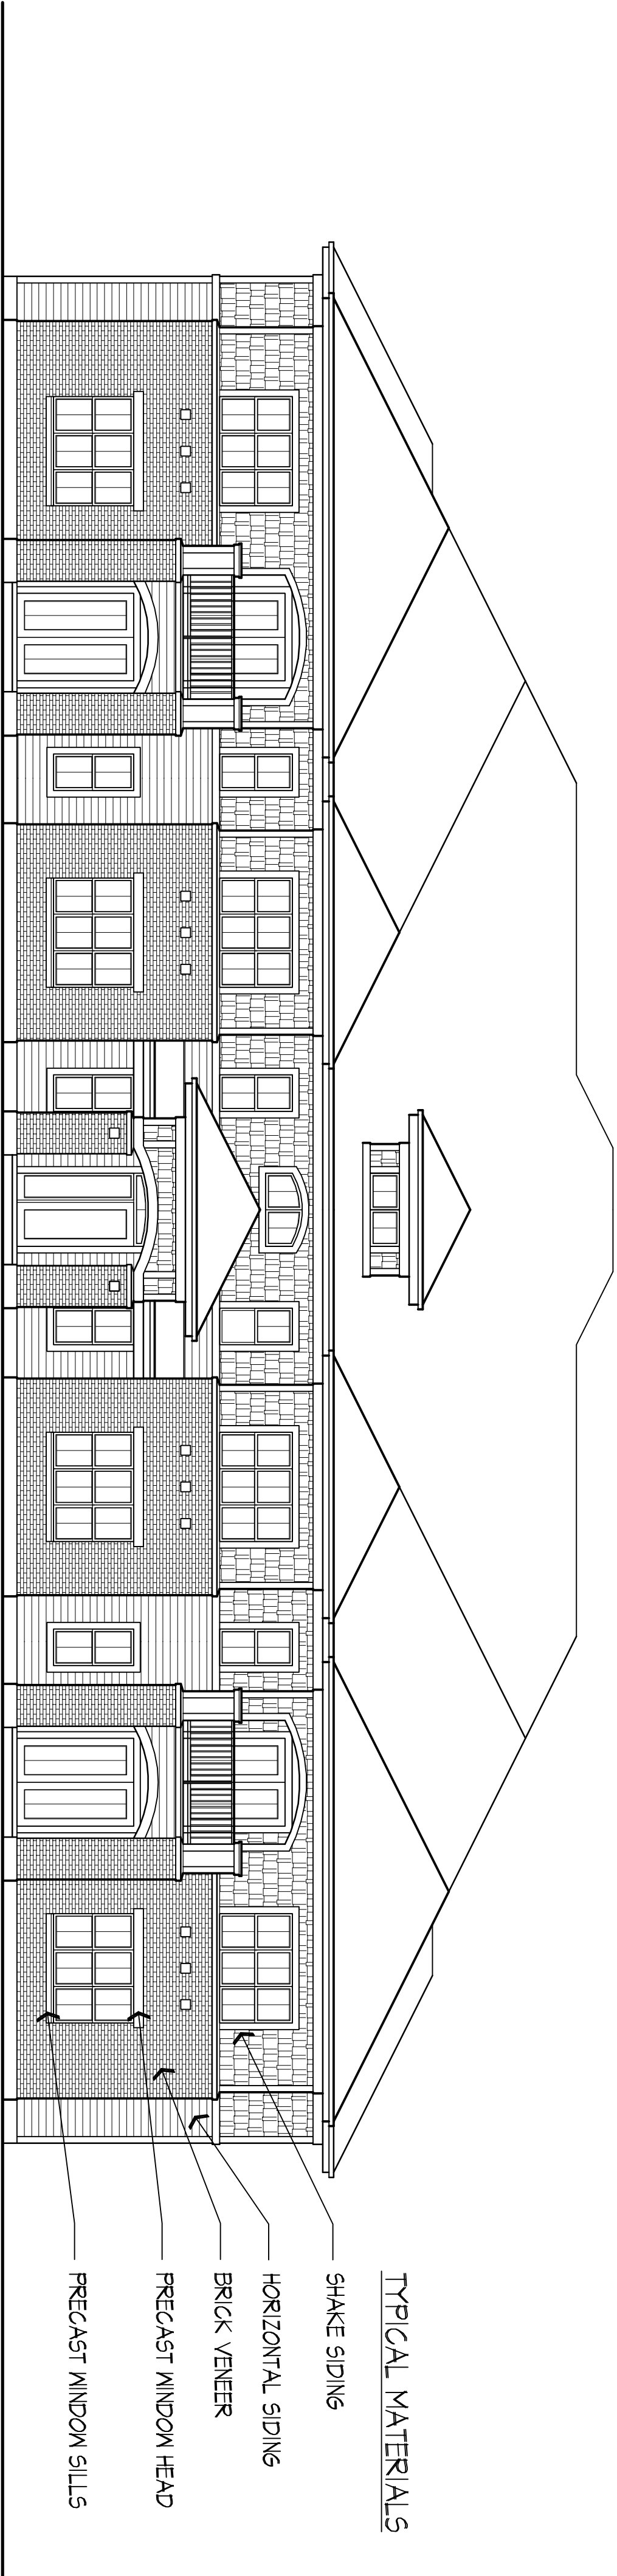 TYPICAL MATERIALS
SHAKE SIDING
HORIZONTAL SIDING
BRICK VENEER
PRECAST WINDOW HEAD
PRECAST WINDOW SILLS